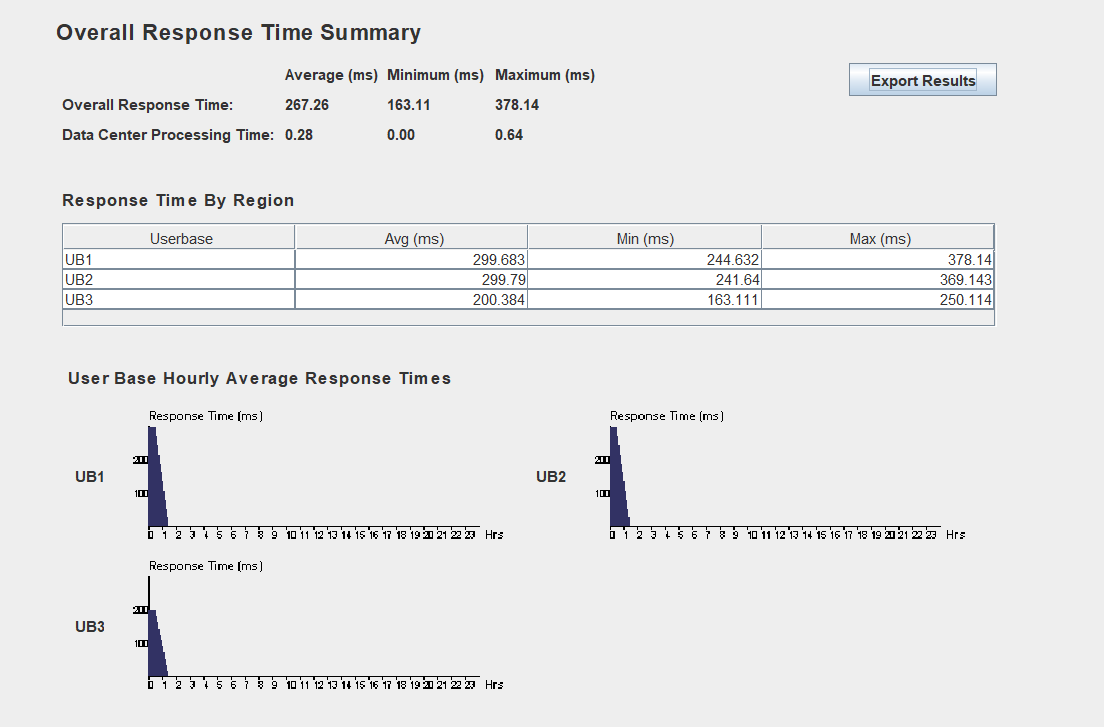 Overall Response Time Summary
Average (ms) Minimum (ms) Maximum (ms)
Export Results
Overall Response Time: 267.26 163.11 378.14
Data Center Processing Time: 0.28 0.00 0.64
Response Time By Region
Userbase Avg (ms) Min (ms) Max (ms)
UB1 299.683 244.632 378.14
UB2 299.79 241.64 369.143
UB3 200.384 163.111 250.114
User Base Hourly Average Response Times
Response Time (ms)
200
UB1
100
0 1 2 3 4 5 6 7 8 9 10 11 12 13 14 15 16 17 18 19 20 21 22 23 Hrs
Response Time (ms)
200
UB2
100
0 1 2 3 4 5 6 7 8 9 10 11 12 13 14 15 16 17 18 19 20 21 22 23 Hrs
Response Time (ms)
200
UB3
100
0 1 2 3 4 5 6 7 8 9 10 11 12 13 14 15 16 17 18 19 20 21 22 23 Hrs